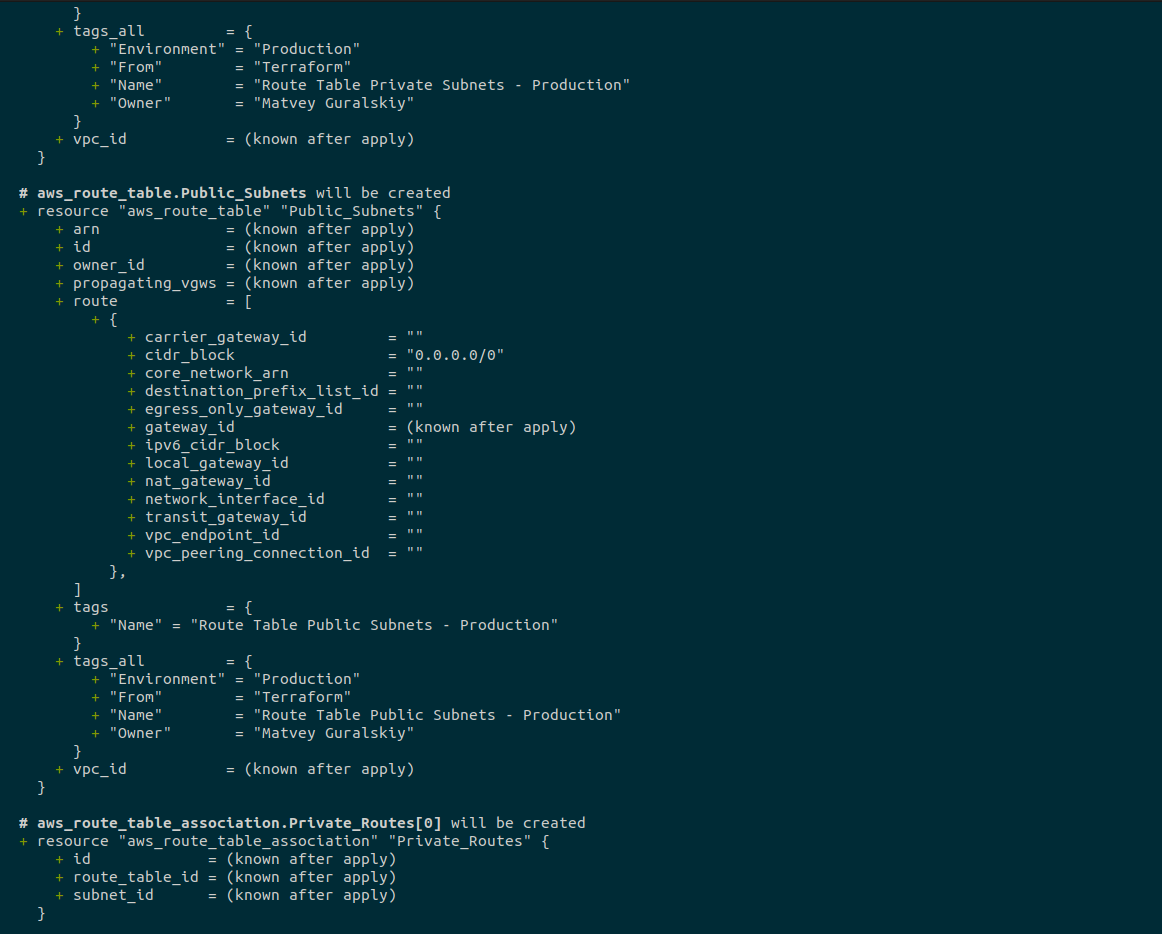 }
    + tags_all         = {
        + "Environment" = "Production"
        + "From"        = "Terraform"
        + "Name"        = "Route Table Private Subnets - Production"
        + "Owner"       = "Matvey Guralskiy"
      }
    + vpc_id           = (known after apply)
  }
# aws_route_table.Public_Subnets will be created
+ resource "aws_route_table" "Public_Subnets" {
    + arn              = (known after apply)
    + id               = (known after apply)
    + owner_id         = (known after apply)
    + propagating_vgws = (known after apply)
    + route            = [
        + {
            + carrier_gateway_id         = ""
            + cidr_block                 = "0.0.0.0/0"
            + core_network_arn           = ""
            + destination_prefix_list_id = ""
            + egress_only_gateway_id     = ""
            + gateway_id                 = (known after apply)
            + ipv6_cidr_block            = ""
            + local_gateway_id           = ""
            + nat_gateway_id             = ""
            + network_interface_id       = ""
            + transit_gateway_id         = ""
            + vpc_endpoint_id            = ""
            + vpc_peering_connection_id  = ""
          },
      ]
    + tags             = {
        + "Name" = "Route Table Public Subnets - Production"
      }
    + tags_all         = {
        + "Environment" = "Production"
        + "From"        = "Terraform"
        + "Name"        = "Route Table Public Subnets - Production"
        + "Owner"       = "Matvey Guralskiy"
      }
    + vpc_id           = (known after apply)
  }
# aws_route_table_association.Private_Routes[0] will be created
+ resource "aws_route_table_association" "Private_Routes" {
    + id             = (known after apply)
    + route_table_id = (known after apply)
    + subnet_id      = (known after apply)
  }